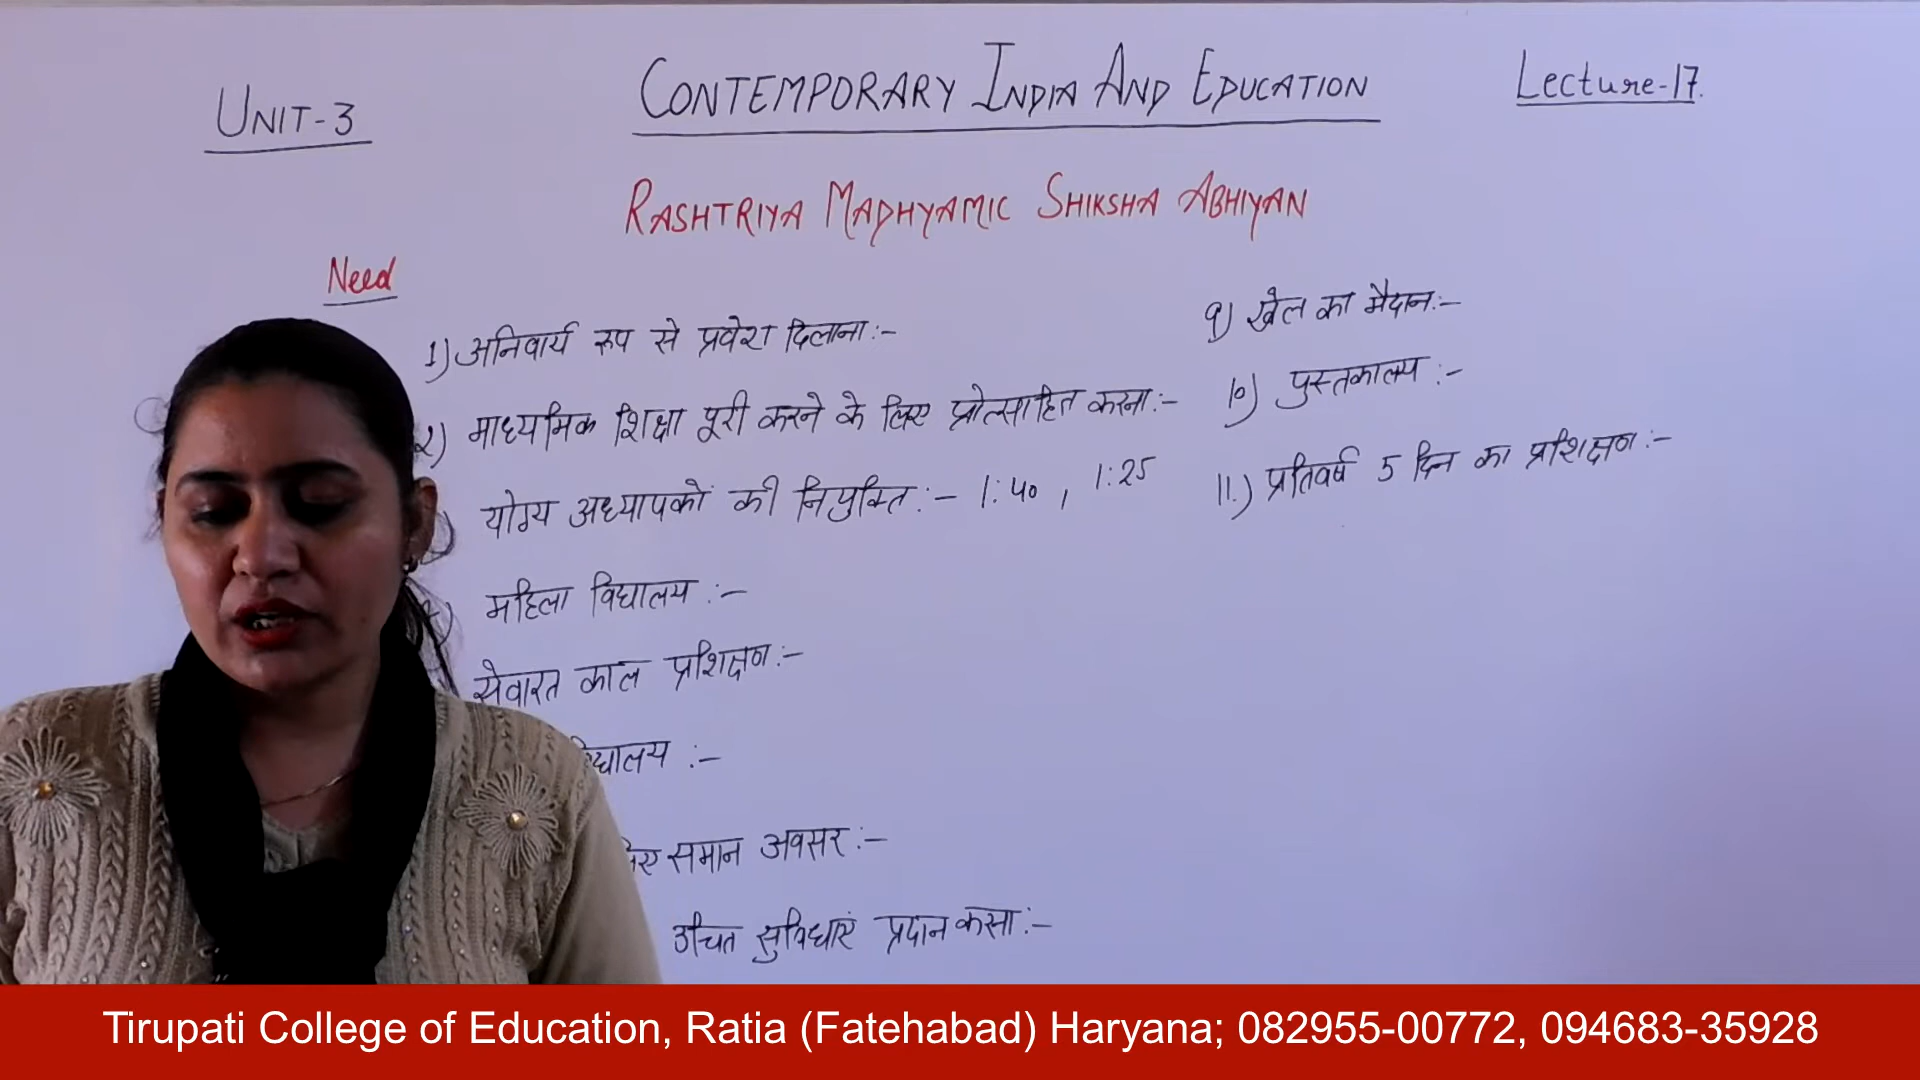 UNIT-3
CONTEMPORARY INDIA AND EDUCATION
Lecture-17.
RASHTRIYA MADHYAMIC SHIKSHA ABHIYAN
Need
1) अनिवार्य रूप से प्रवेश दिलाना:-
2) माध्यमिक शिक्षा पूरी करने के लिए प्रोत्साहित करना:-
योग्य अध्यापकों की नियुक्ति:- 1:40, 1:25
महिला विद्यालय:-
सेवारत काल प्रशिक्षण:-
समान अवसर:-
उचित सुविधाएं प्रदान करना:-
9) खेल का मैदान:-
10) पुस्तकालय:-
11.) प्रतिवर्ष 5 दिन का प्रशिक्षण:-
Tirupati College of Education, Ratia (Fatehabad) Haryana; 082955-00772, 094683-35928